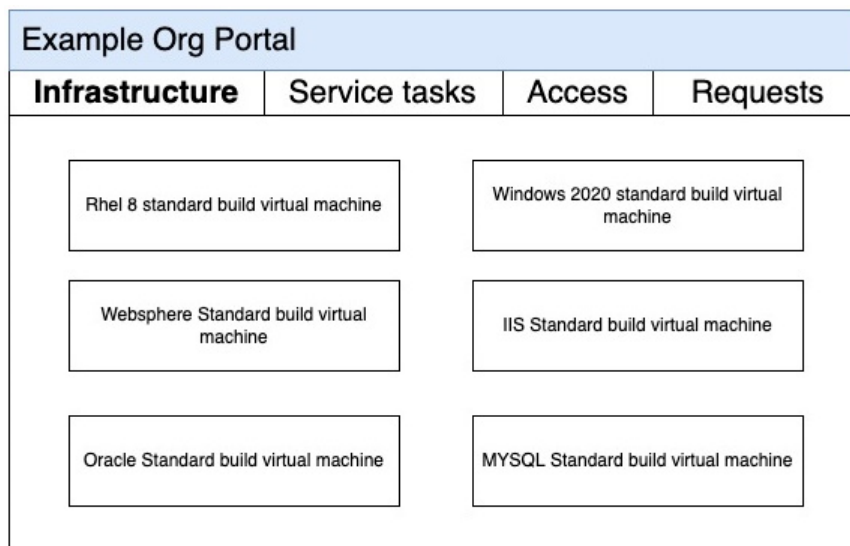 Example Org Portal
Infrastructure Service tasks Access Requests
Rhel 8 standard build virtual machine
Windows 2020 standard build virtual
machine
Websphere Standard build virtual
machine
IIS Standard build virtual machine
Oracle Standard build virtual machine
MYSQL Standard build virtual machine